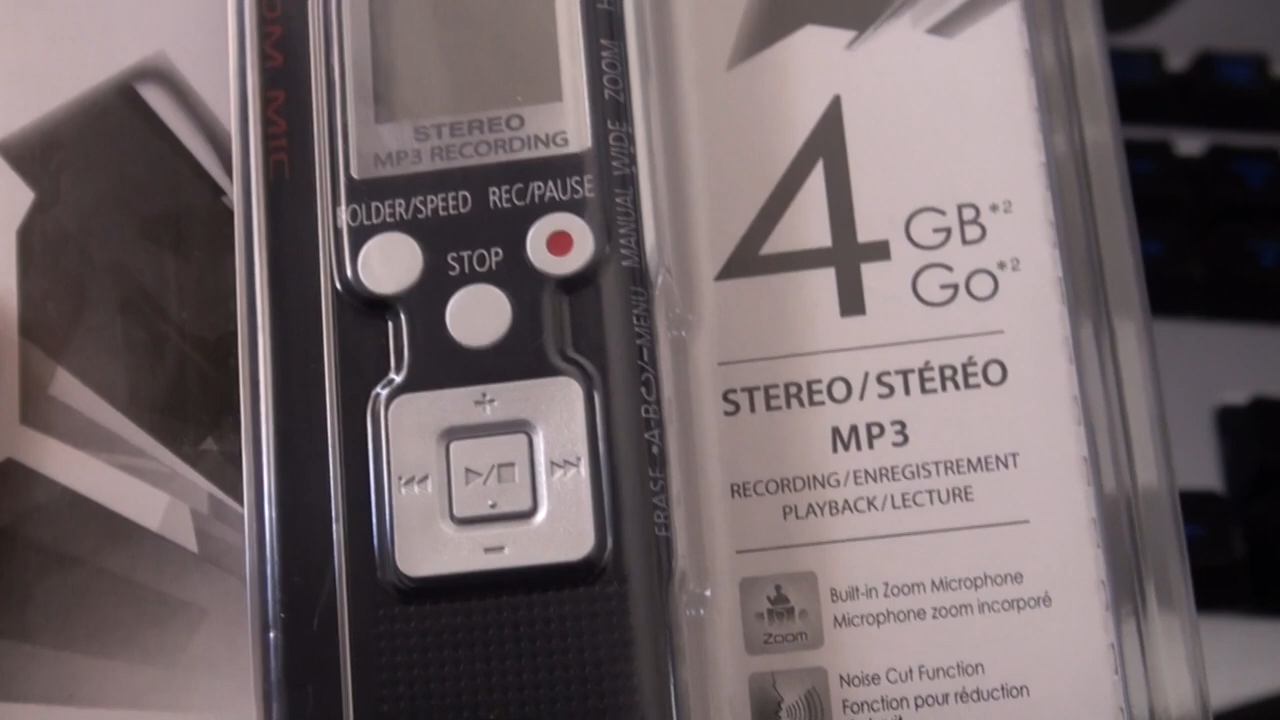 OM MIC
STEREO
MP3 RECORDING
FOLDER/SPEED REC/PAUSE
STOP
ERASE •A-B /–MENU MANUAL WIDE ZOOM
4 GB*2
Go*2
STEREO/STÉRÉO
MP3
RECORDING/ENREGISTREMENT
PLAYBACK/LECTURE
Zoom
Built-in Zoom Microphone
Microphone zoom incorporé
Noise Cut Function
Fonction pour réduction